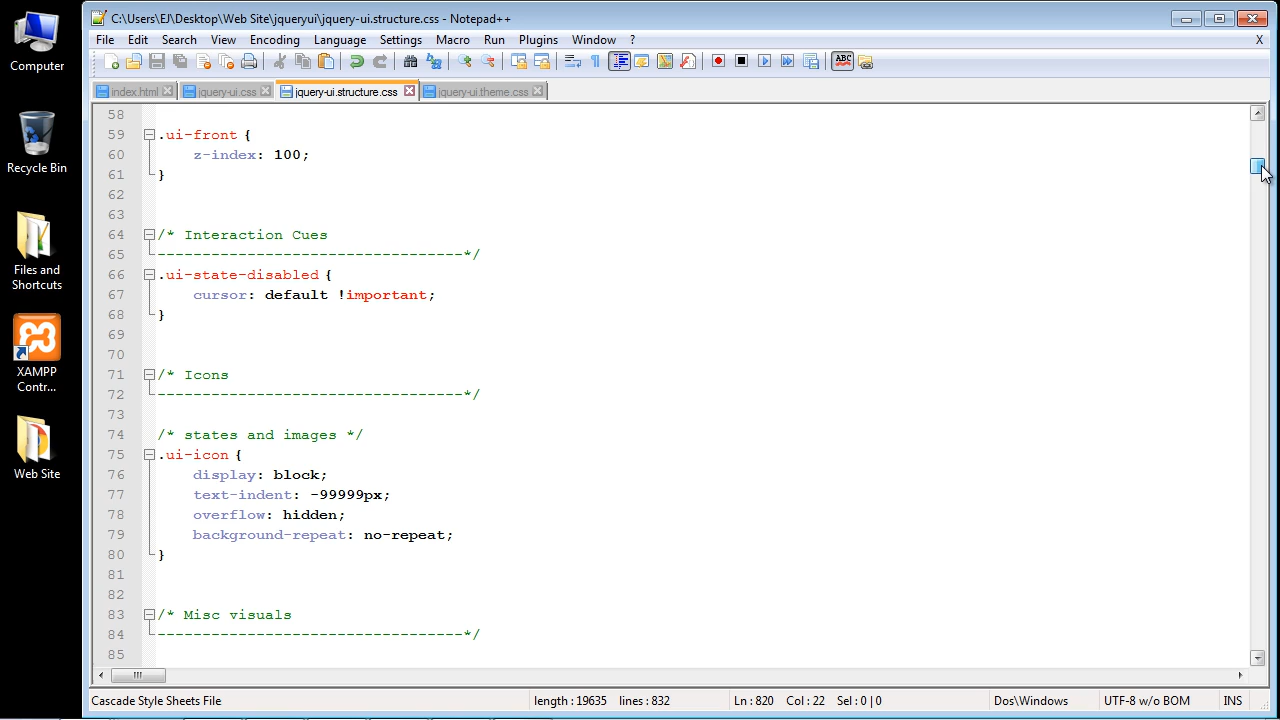 Computer
Recycle Bin
Files and
Shortcuts
XAMPP
Contr...
Web Site
C:\Users\EJ\Desktop\Web Site\jqueryui\jquery-ui.structure.css - Notepad++
File Edit Search View Encoding Language Settings Macro Run Plugins Window ? X
ABC
index.html jquery-ui.css jquery-ui.structure.css jquery-ui.theme.css
58
59 .ui-front {
60 z-index: 100;
61 }
62
63
64 /* Interaction Cues
65 ----------------------------------*/
66 .ui-state-disabled {
67 cursor: default !important;
68 }
69
70
71 /* Icons
72 ----------------------------------*/
73
74 /* states and images */
75 .ui-icon {
76 display: block;
77 text-indent: -99999px;
78 overflow: hidden;
79 background-repeat: no-repeat;
80 }
81
82
83 /* Misc visuals
84 ----------------------------------*/
85
Cascade Style Sheets File length : 19635 lines : 832 Ln : 820 Col : 22 Sel : 0 | 0 Dos\Windows UTF-8 w/o BOM INS